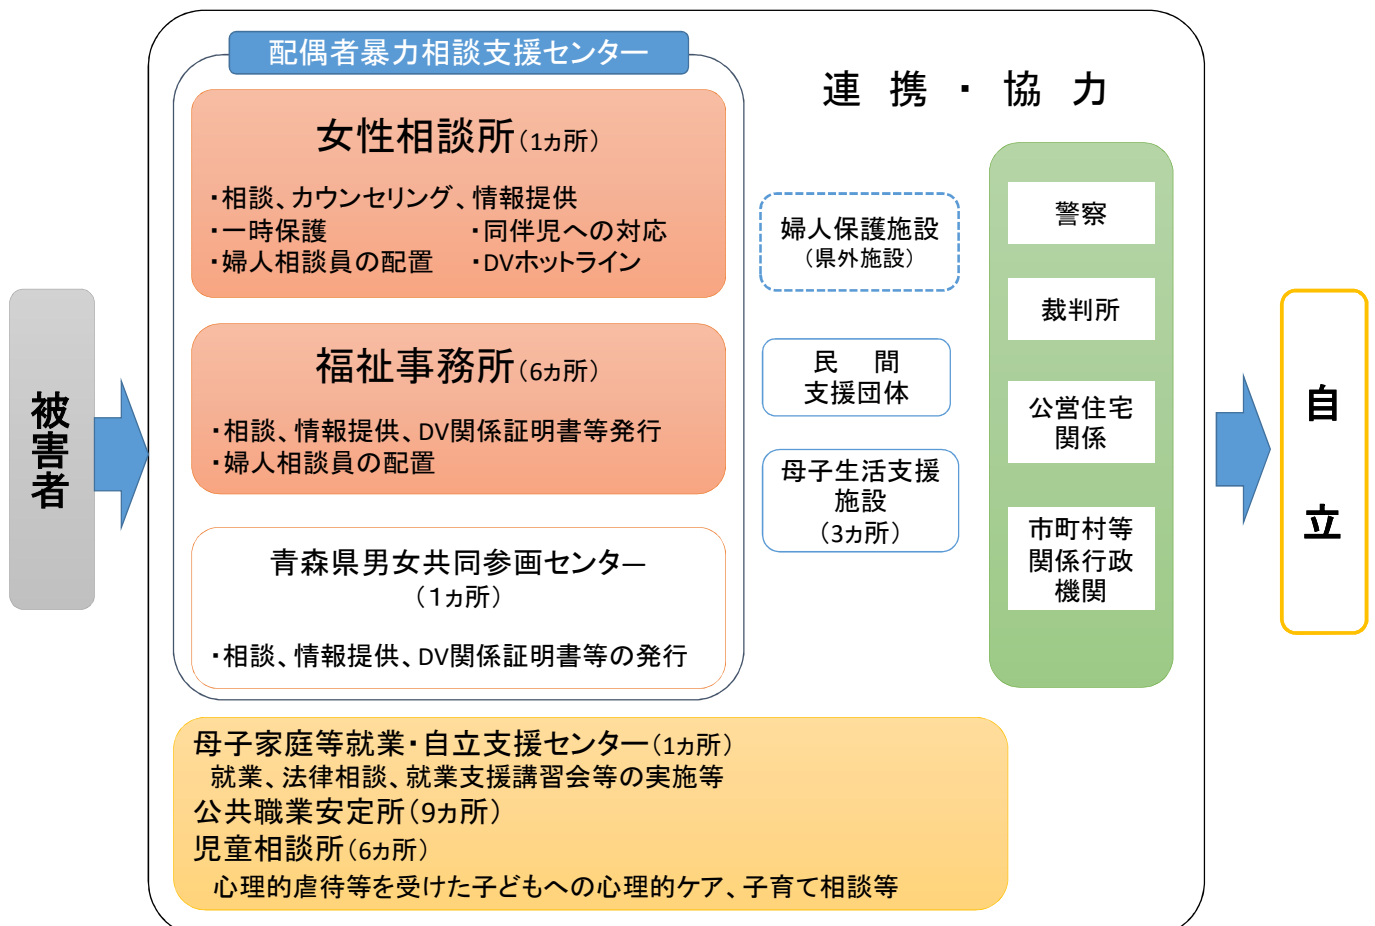 被害者
配偶者暴力相談支援センター
女性相談所(1ヵ所)
・相談、カウンセリング、情報提供
・一時保護 ・同伴児への対応
・婦人相談員の配置 ・DVホットライン
福祉事務所(6ヵ所)
・相談、情報提供、DV関係証明書等発行
・婦人相談員の配置
青森県男女共同参画センター
(1ヵ所)
・相談、情報提供、DV関係証明書等の発行
連携・協力
婦人保護施設
(県外施設)
民間
支援団体
母子生活支援
施設
(3ヵ所)
警察
裁判所
公営住宅
関係
市町村等
関係行政
機関
母子家庭等就業・自立支援センター(1ヵ所)
就業、法律相談、就業支援講習会等の実施等
公共職業安定所(9ヵ所)
児童相談所(6ヵ所)
心理的虐待等を受けた子どもへの心理的ケア、子育て相談等
自立